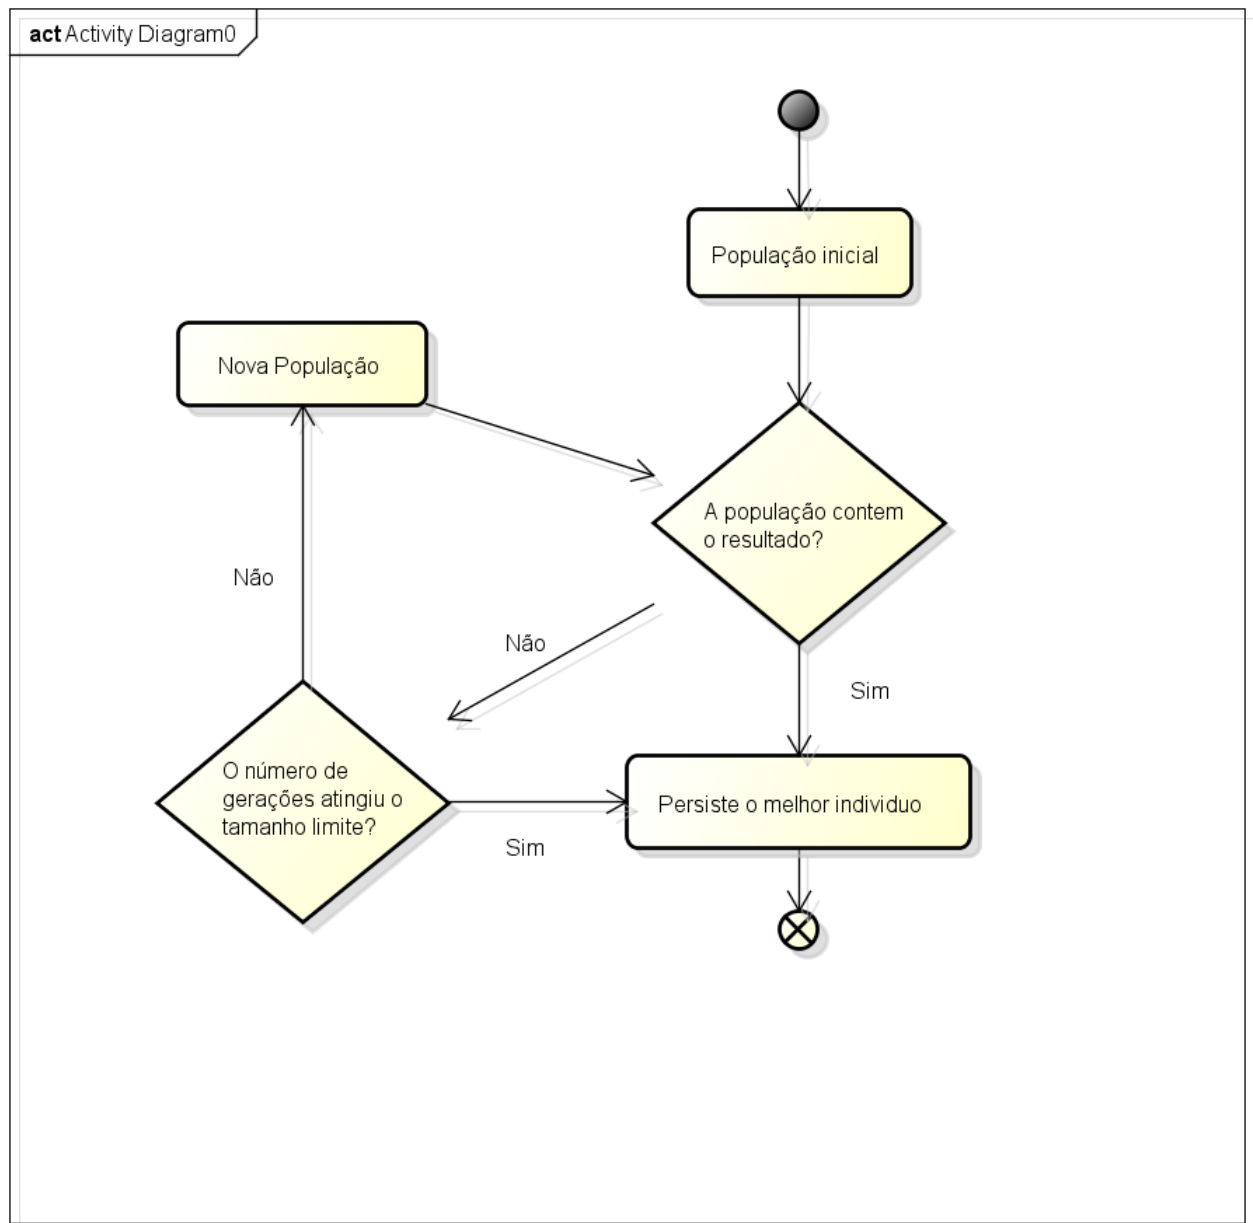 act Activity Diagram0
População inicial
Nova População
A população contem
o resultado?
Não
Não
Sim
O número de
gerações atingiu o
tamanho limite?
Persiste o melhor individuo
Sim